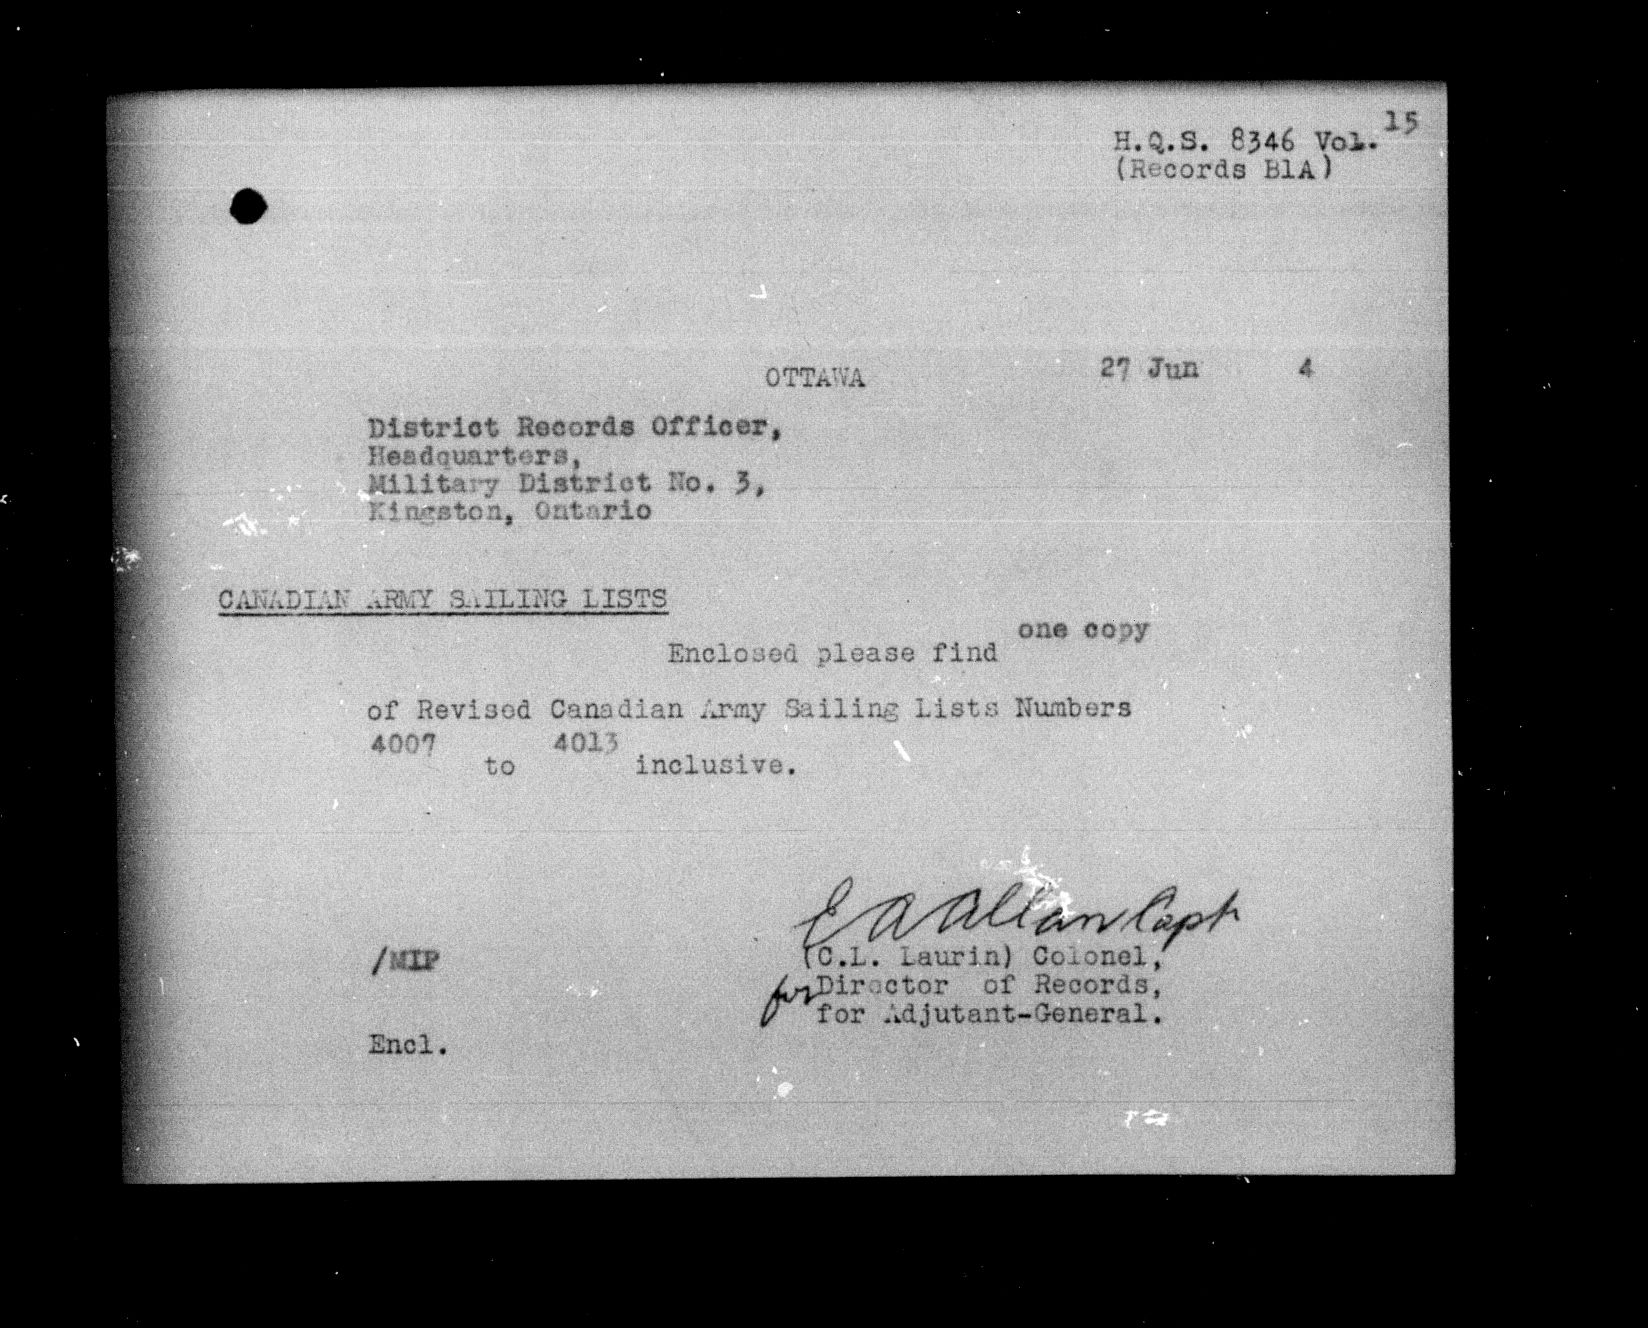 H.Q.S. 8346 Vol. 15
(Records B1A)
OTTAWA 27 Jun 4
District Records Officer,
Headquarters,
Military District No. 3,
Kingston, Ontario
CANADIAN ARMY SAILING LISTS
Enclosed please find one copy
of Revised Canadian Army Sailing Lists Numbers
4007 to 4013 inclusive.
E A Allan Capt
/MIP (C.L. Laurin) Colonel,
for Director of Records,
for Adjutant-General.
Encl.